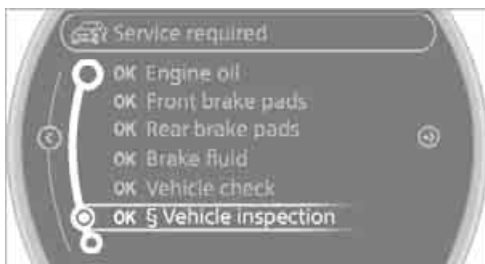 Service required
OK Engine oil
OK Front brake pads
OK Rear brake pads
OK Brake fluid
OK Vehicle check
OK § Vehicle inspection